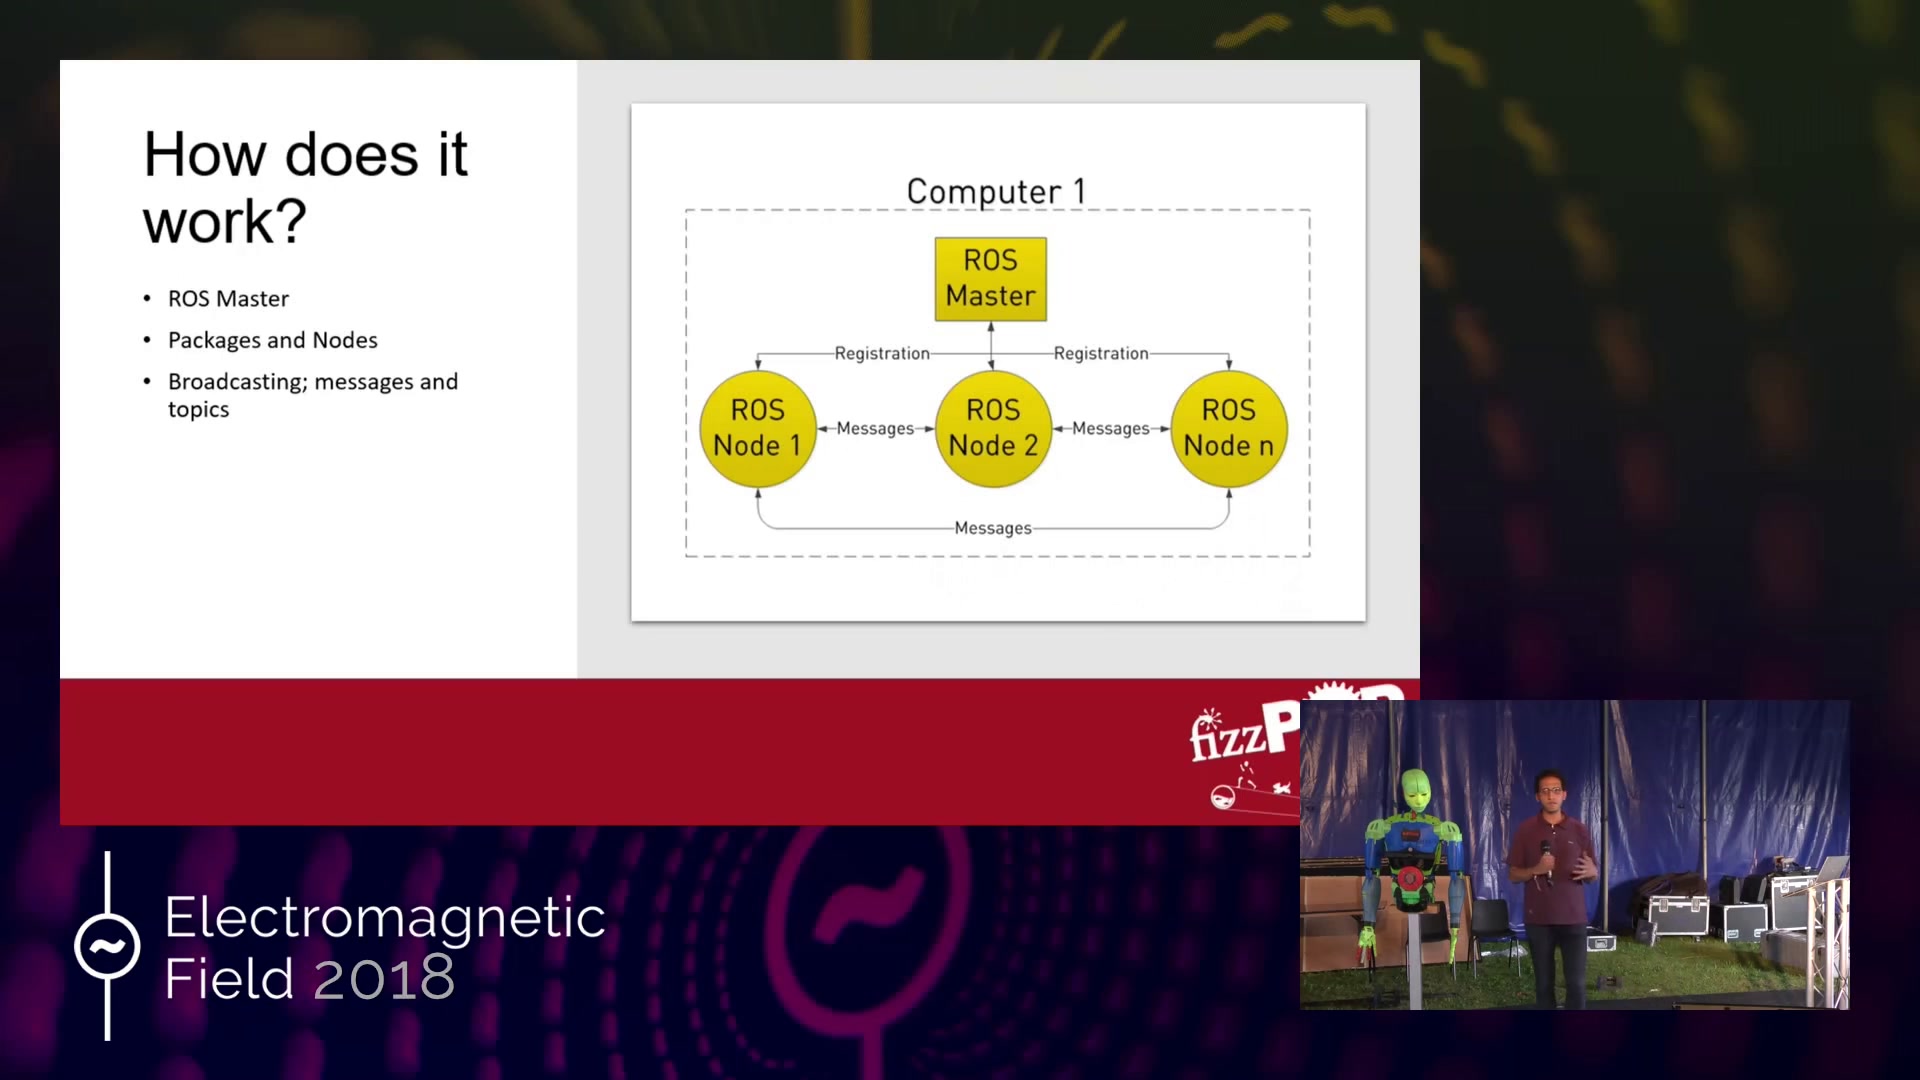 How does it
work?
• ROS Master
• Packages and Nodes
• Broadcasting; messages and
topics
Computer 1
ROS
Master
Registration
Registration
ROS
Node 1
Messages
ROS
Node 2
Messages
ROS
Node n
Messages
fizzP
Electromagnetic
Field 2018